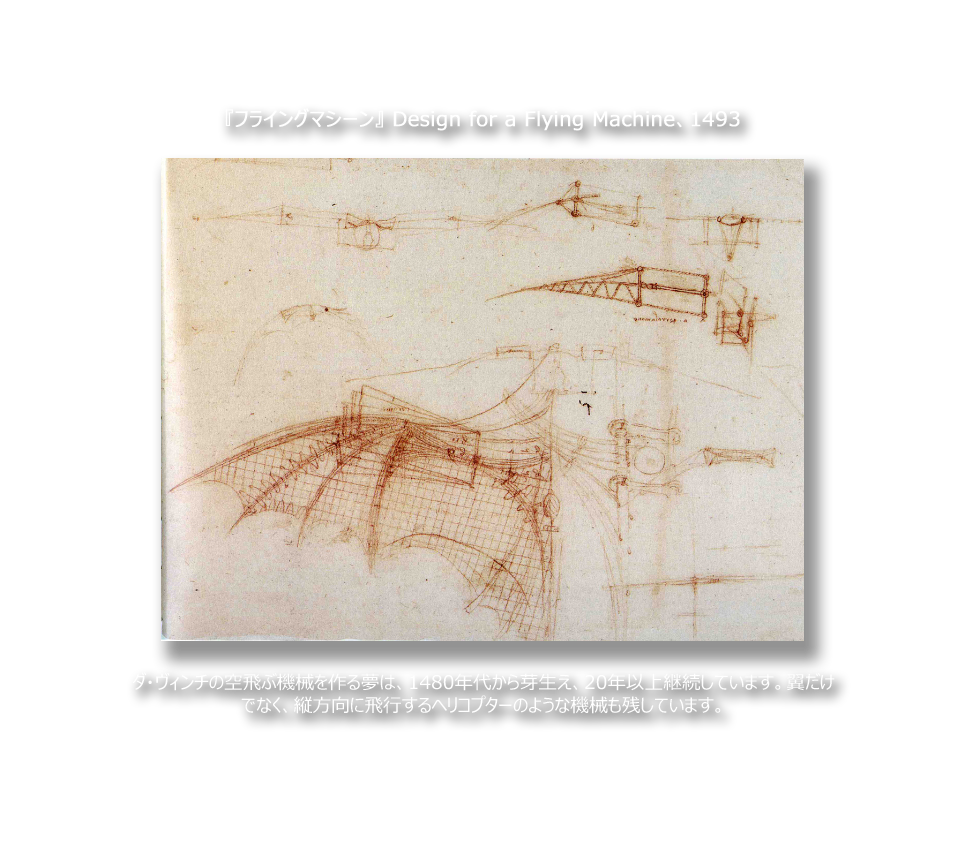 『フライングマシーン』 Design for a Flying Machine、1493
ダ・ヴィンチの空飛ぶ機械を作る夢は、1480年代から芽生え、20年以上継続しています。翼だけ
でなく、縦方向に飛行するヘリコプターのような機械も残しています。